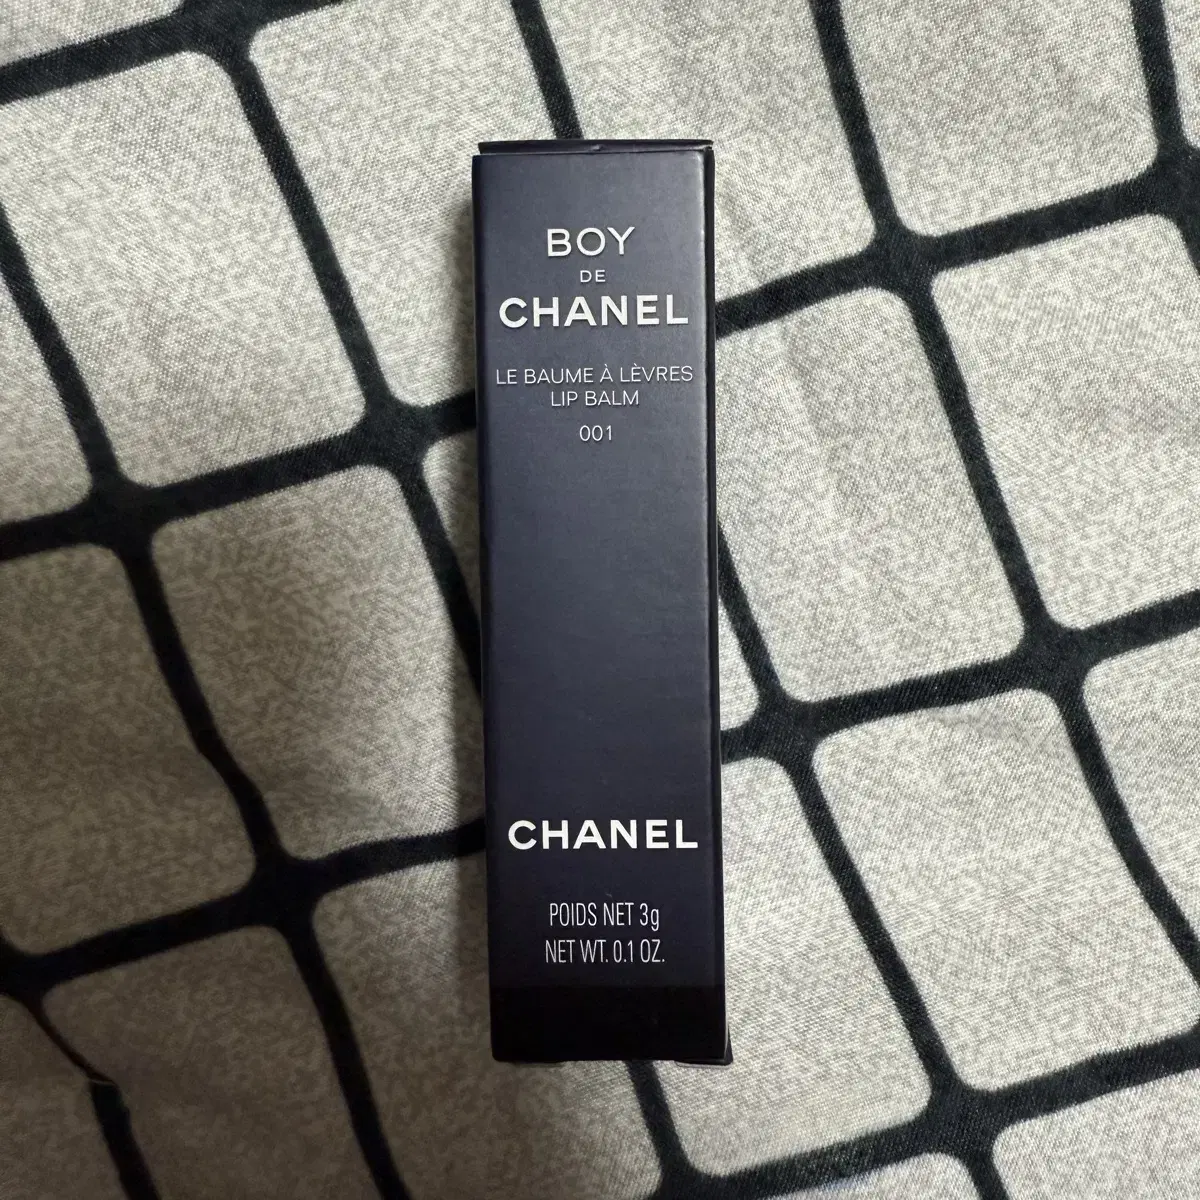 BOY
DE
CHANEL
LE BAUME À LÈVRES
LIP BALM
001
CHANEL
POIDS NET 3g
NET WT. 0.1 OZ.